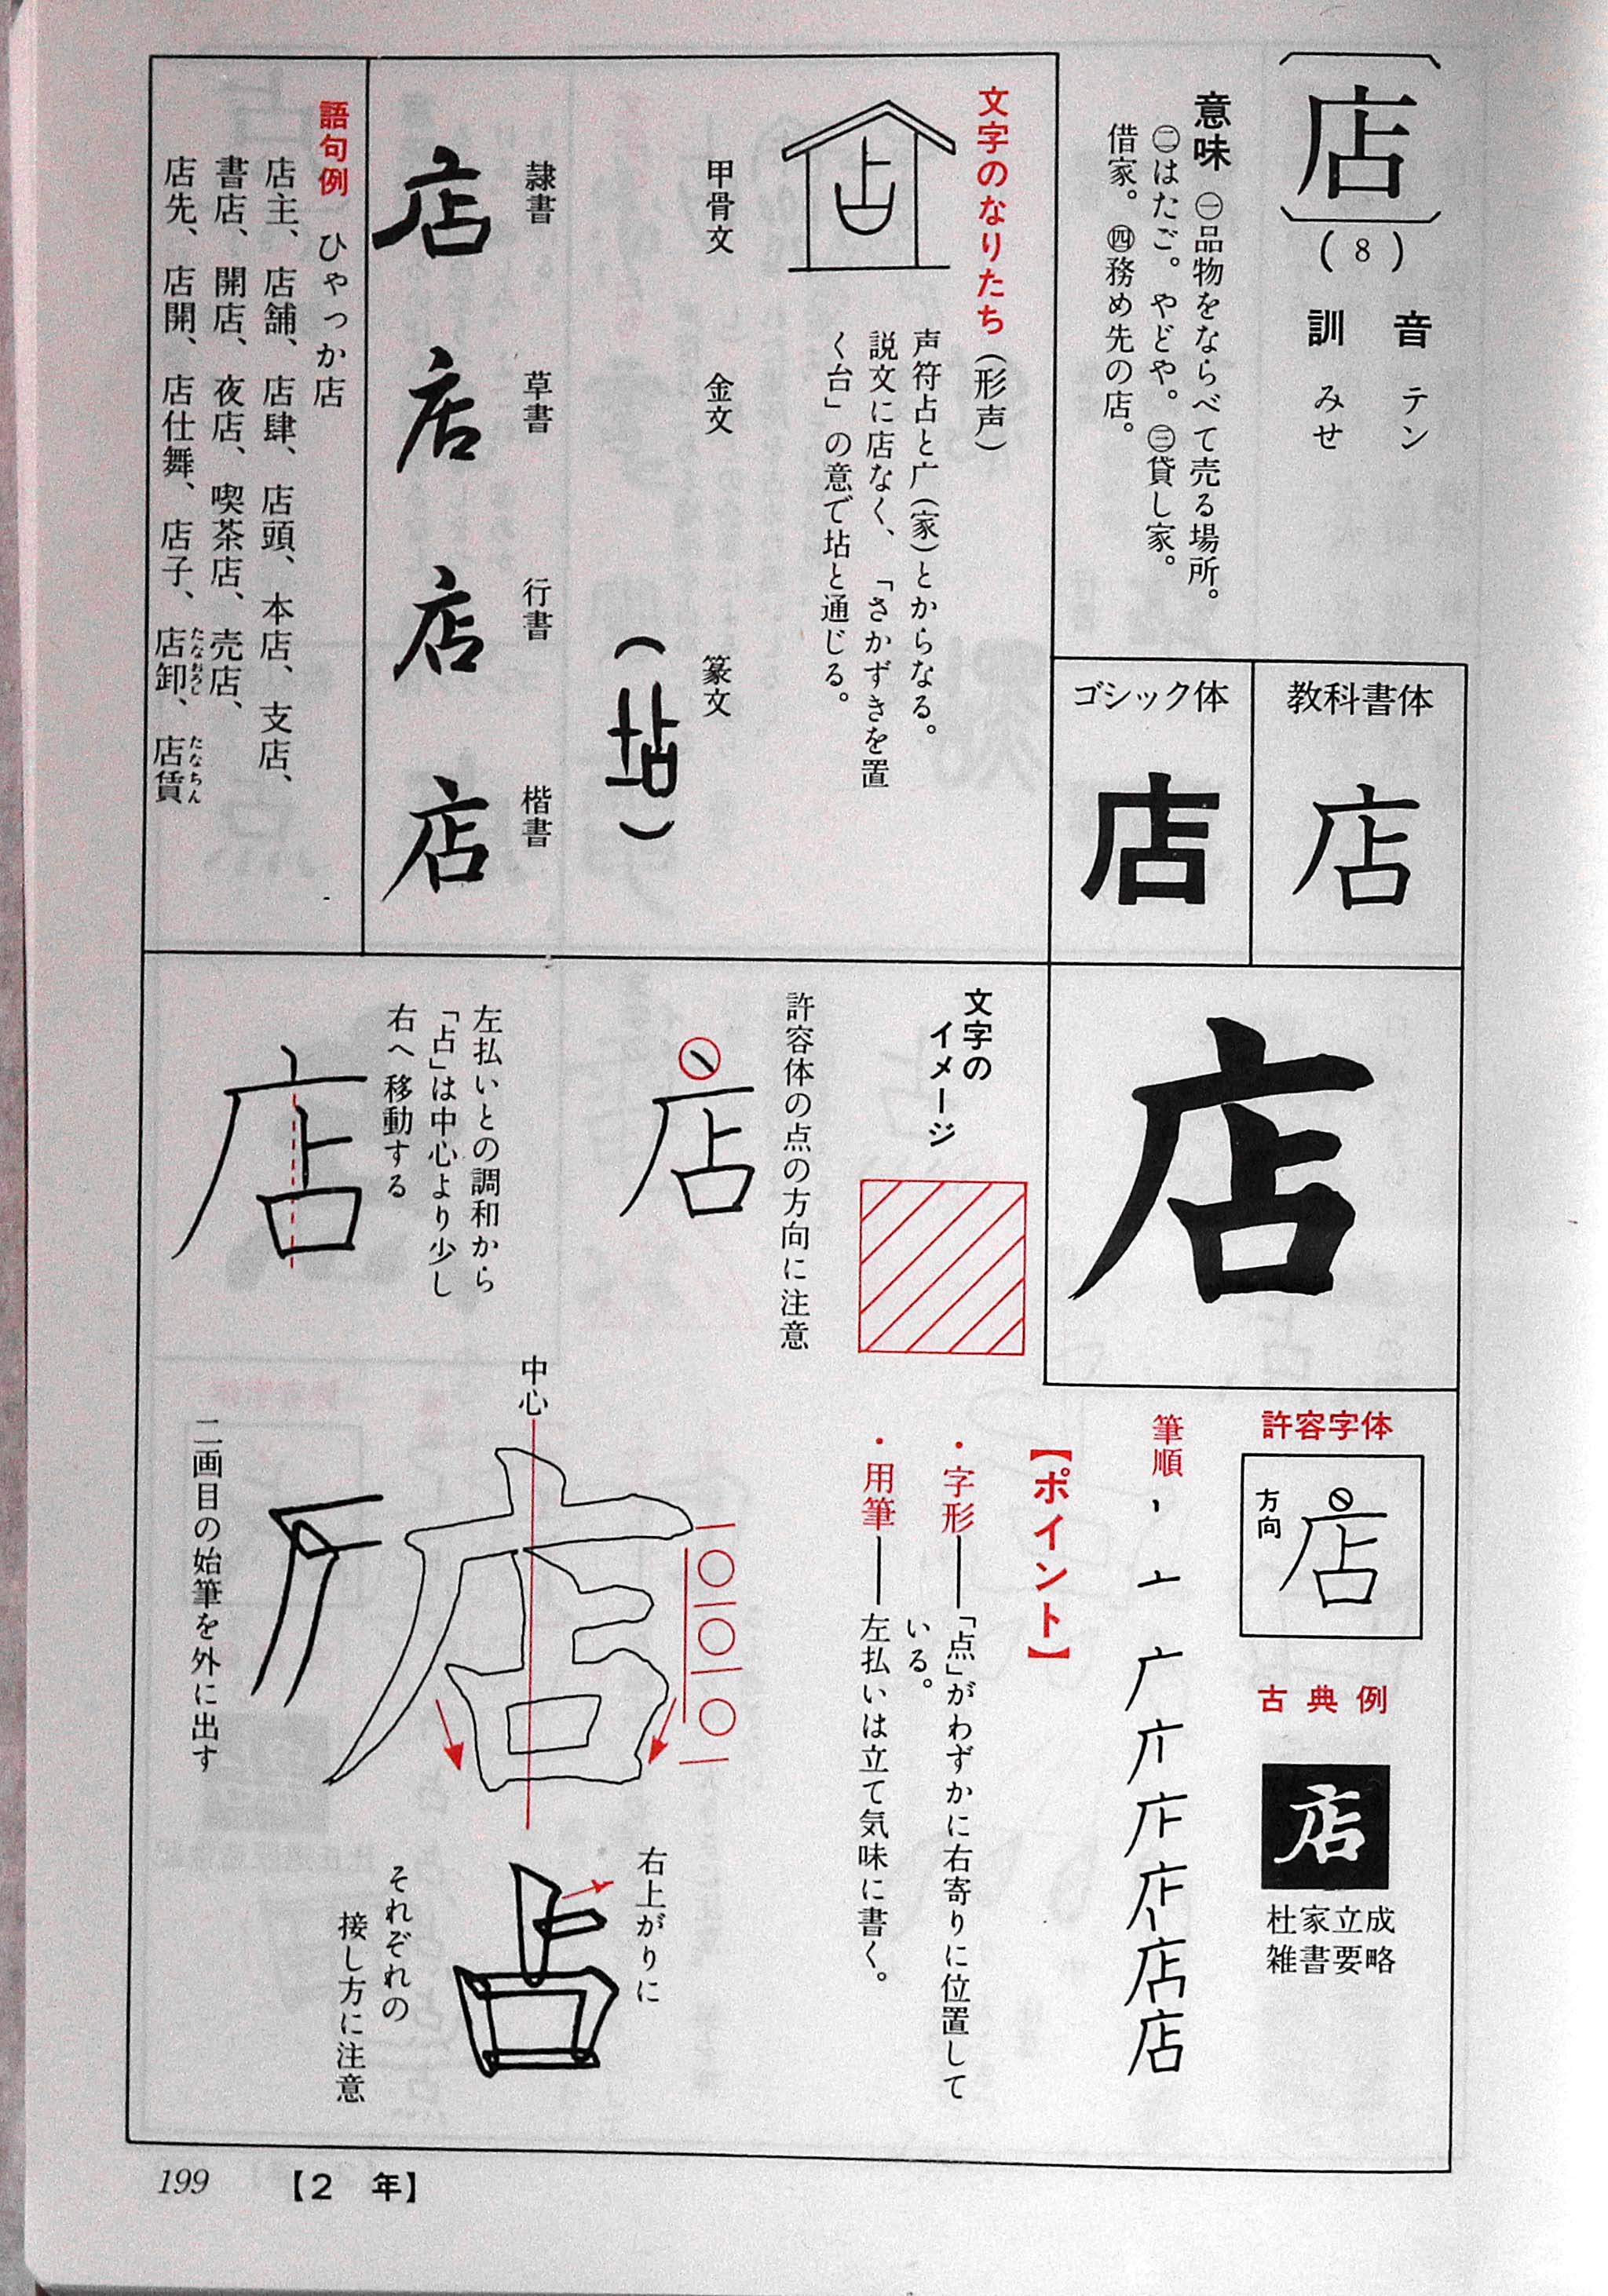 店
(8)
音 テン
訓 みせ
意味 ㊀品物をならべて売る場所。
㊁はたご。やどや。㊂貸し家。
借家。㊃務め先の店。
教科書体
店
ゴシック体
店
文字のなりたち(形声)
占
声符占と广(家)とからなる。
説文に店なく、「さかずきを置
く台」の意で坫と通じる。
甲骨文
金文
篆文
(坫)
隷書
草書
行書
楷書
店
店
店
店
語句例 ひゃっか店
店主、店舗、店肆、店頭、本店、支店、
書店、開店、夜店、喫茶店、売店、
店先、店開、店仕舞、店子、店卸、店賃
たなおろし
たなちん
店
許容字体
方向
店
古典例
店
杜家立成
雑書要略
筆順
丶 亠 广 店 店
【ポイント】
・字形―「点」がわずかに右寄りに位置して
いる。
・用筆―左払いは立て気味に書く。
文字の
イメージ
許容体の点の方向に注意
店
左払いとの調和から
「占」は中心より少し
右へ移動する
店
中心
店
二画目の始筆を外に出す
右上がりに
占
それぞれの
接し方に注意
199
【2 年】